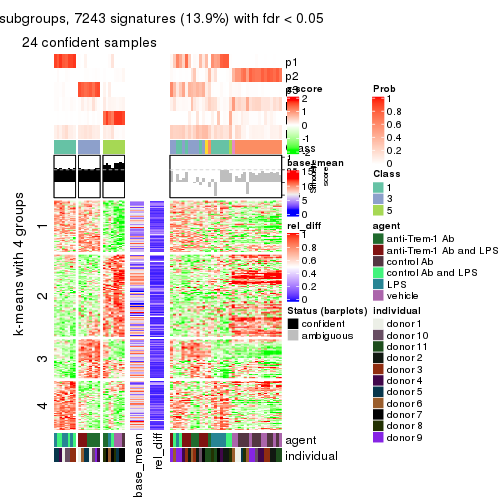 subgroups, 7243 signatures (13.9%) with fdr < 0.05
24 confident samples
p1
p2
z-score
2
1
0
-1
-2
base_mean
15
10
5
0
rel_diff
1
0.8
0.6
0.4
0.2
0
Status (barplots)
confident
ambiguous
Prob
1
0.8
0.6
0.4
0.2
0
Class
1
3
5
agent
anti-Trem-1 Ab
anti-Trem-1 Ab and LPS
control Ab
control Ab and LPS
LPS
vehicle
individual
donor 1
donor 10
donor 11
donor 2
donor 3
donor 4
donor 5
donor 6
donor 7
donor 8
donor 9
k-means with 4 groups
1
2
3
4
agent
individual
base_mean
rel_diff